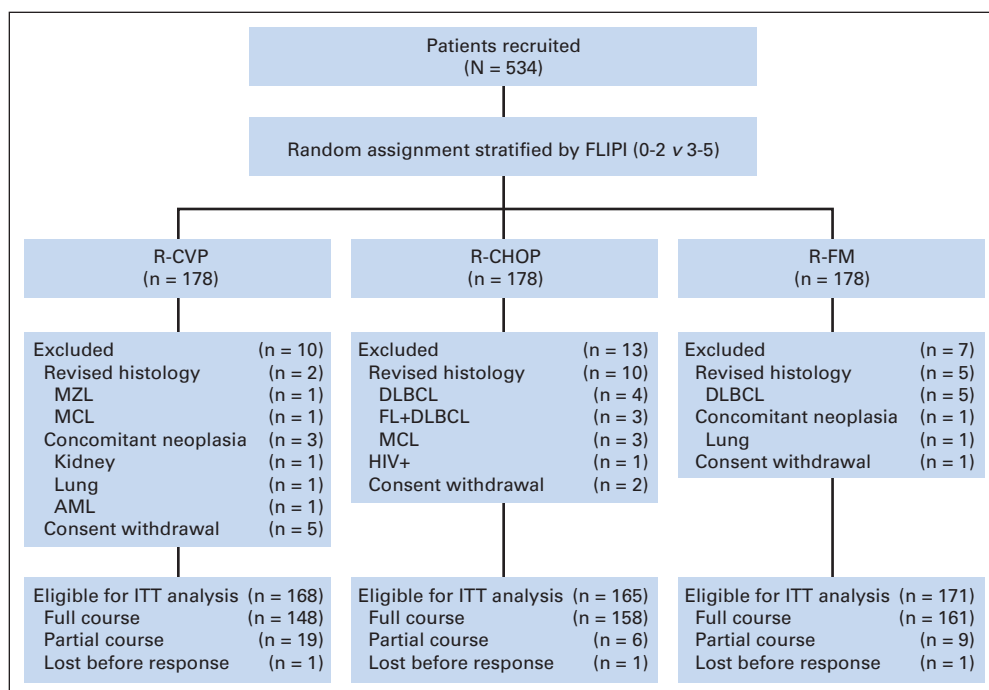 Patients recruited
(N = 534)
Random assignment stratified by FLIPI (0-2 v 3-5)
R-CVP
(n = 178)
R-CHOP
(n = 178)
R-FM
(n = 178)
Excluded (n = 10)
Revised histology (n = 2)
MZL (n = 1)
MCL (n = 1)
Concomitant neoplasia (n = 3)
Kidney (n = 1)
Lung (n = 1)
AML (n = 1)
Consent withdrawal (n = 5)
Excluded (n = 13)
Revised histology (n = 10)
DLBCL (n = 4)
FL+DLBCL (n = 3)
MCL (n = 3)
HIV+ (n = 1)
Consent withdrawal (n = 2)
Excluded (n = 7)
Revised histology (n = 5)
DLBCL (n = 5)
Concomitant neoplasia (n = 1)
Lung (n = 1)
Consent withdrawal (n = 1)
Eligible for ITT analysis (n = 168)
Full course (n = 148)
Partial course (n = 19)
Lost before response (n = 1)
Eligible for ITT analysis (n = 165)
Full course (n = 158)
Partial course (n = 6)
Lost before response (n = 1)
Eligible for ITT analysis (n = 171)
Full course (n = 161)
Partial course (n = 9)
Lost before response (n = 1)